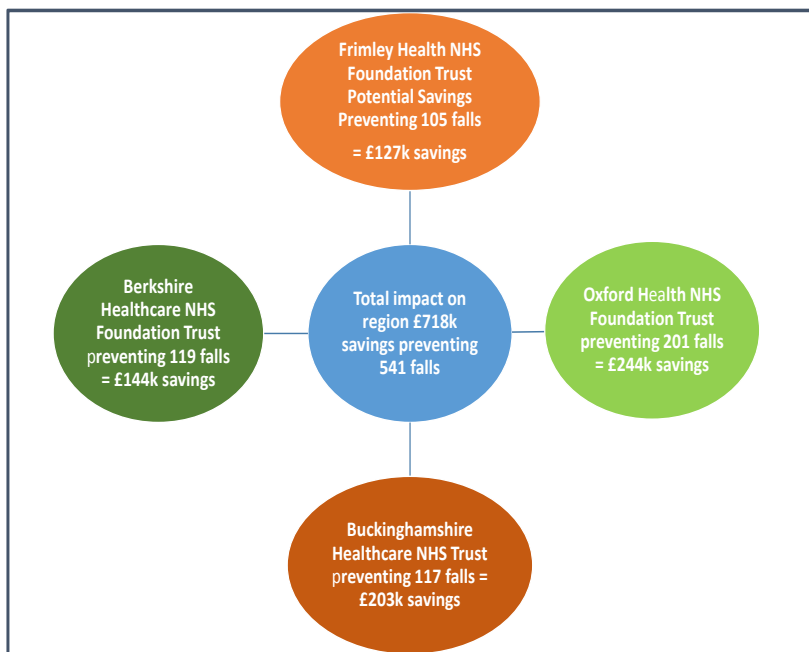 Frimley Health NHS
Foundation Trust
Potential Savings
Preventing 105 falls
= £127k savings
Berkshire
Healthcare NHS
Foundation Trust
preventing 119 falls
= £144k savings
Total impact on
region £718k
savings preventing
541 falls
Oxford Health NHS
Foundation Trust
preventing 201 falls
= £244k savings
Buckinghamshire
Healthcare NHS Trust
preventing 117 falls =
£203k savings